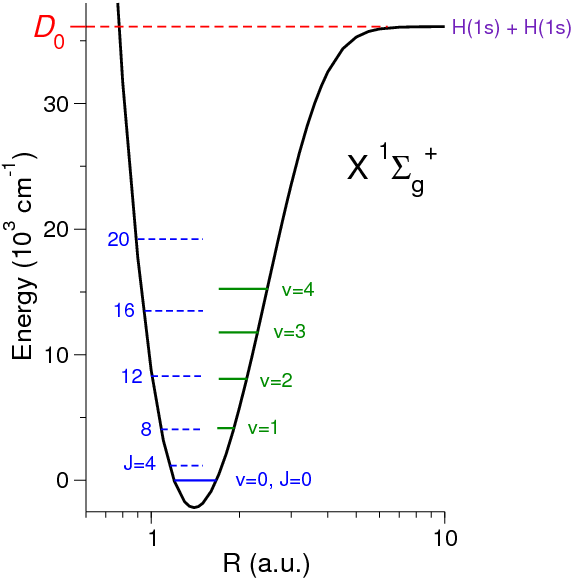 D₀
H(1s) + H(1s)
30
X ¹Σg⁺
20
20
v=4
16
v=3
10
12
v=2
8
v=1
J=4
0
v=0, J=0
Energy (10³ cm⁻¹)
1
10
R (a.u.)